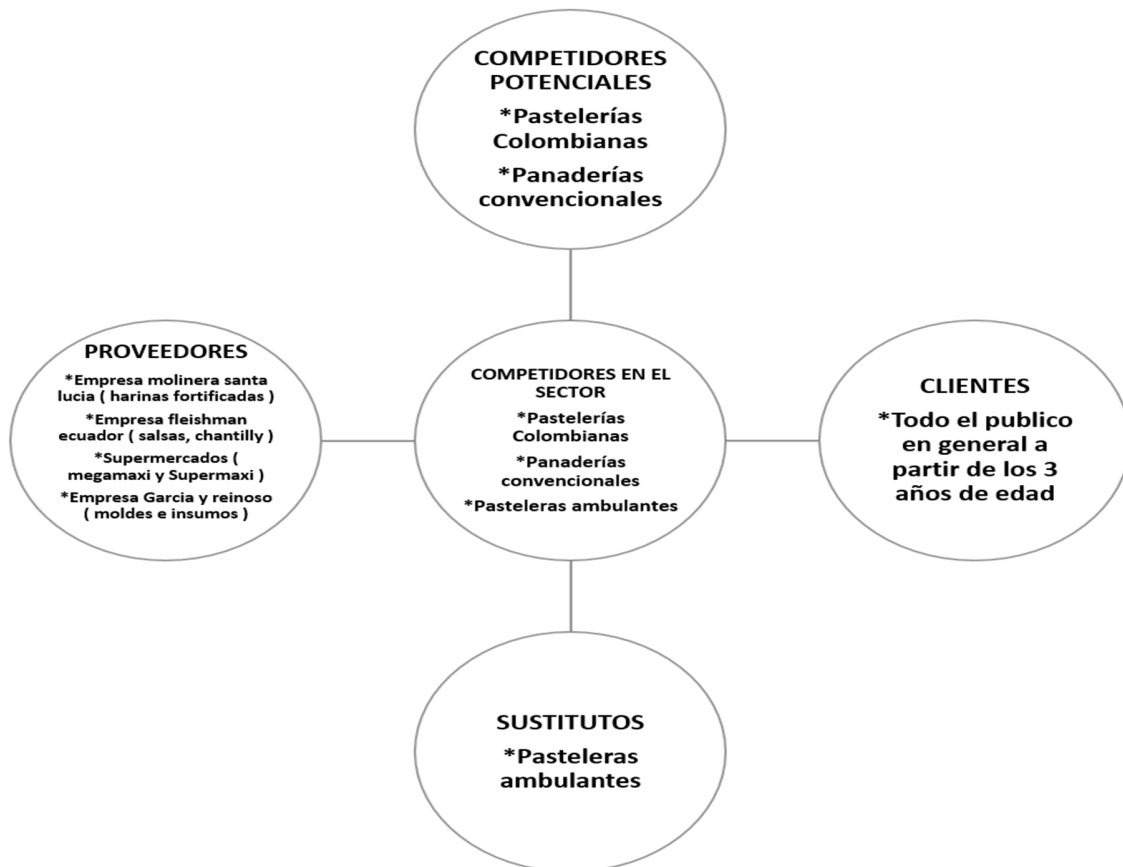 COMPETIDORES
POTENCIALES
*Pastelerías
Colombianas
*Panaderías
convencionales
PROVEEDORES
*Empresa molinera santa
lucia ( harinas fortificadas )
*Empresa fleishman
ecuador ( salsas, chantilly )
*Supermercados (
megamaxi y Supermaxi )
*Empresa Garcia y reinoso
( moldes e insumos )
COMPETIDORES EN EL
SECTOR
*Pastelerías
Colombianas
*Panaderías
convencionales
*Pasteleras ambulantes
CLIENTES
*Todo el publico
en general a
partir de los 3
años de edad
SUSTITUTOS
*Pasteleras
ambulantes